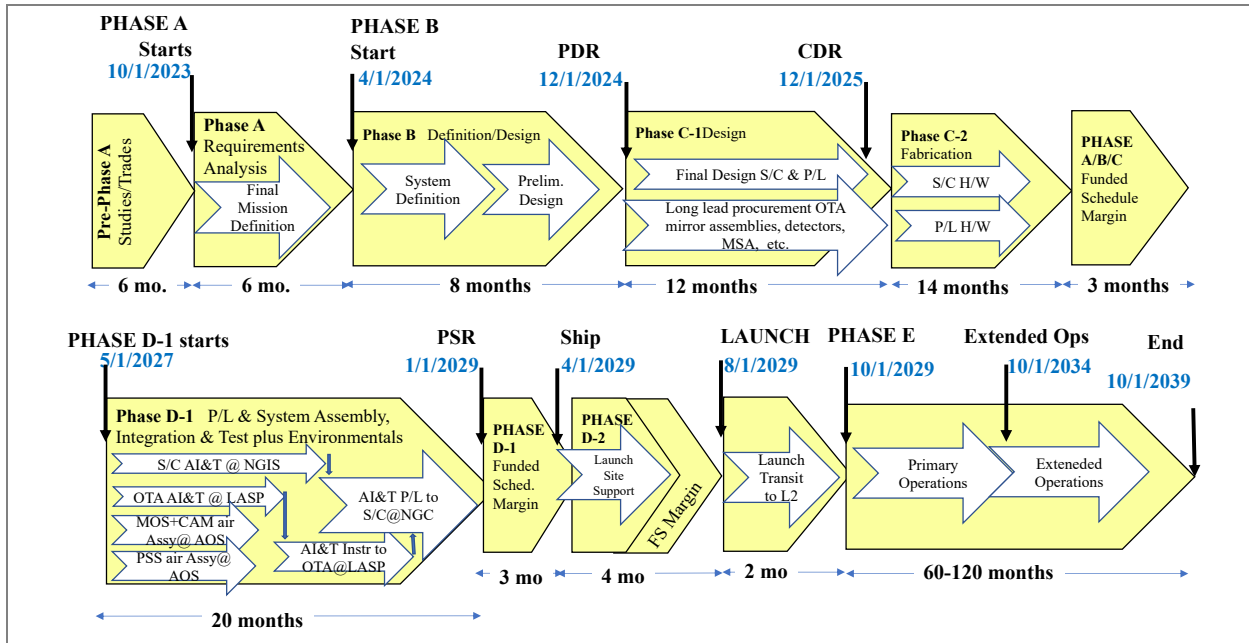 PHASE A
Starts
10/1/2023
PHASE B
Start
4/1/2024
PDR
12/1/2024
CDR
12/1/2025
Pre-Phase A
Studies/Trades
Phase A
Requirements
Analysis
Final
Mission
Definition
Phase B Definition/Design
System
Definition
Prelim.
Design
Phase C-1Design
Final Design S/C & P/L
Long lead procurement OTA
mirror assemblies, detectors,
MSA, etc.
Phase C-2
Fabrication
S/C H/W
P/L H/W
PHASE
A/B/C
Funded
Schedule
Margin
6 mo.
6 mo.
8 months
12 months
14 months
3 months
PHASE D-1 starts
5/1/2027
PSR
1/1/2029
Ship
4/1/2029
LAUNCH
8/1/2029
PHASE E
10/1/2029
Extended Ops
10/1/2034
End
10/1/2039
Phase D-1 P/L & System Assembly,
Integration & Test plus Environmentals
S/C AI&T @ NGIS
OTA AI&T @ LASP
MOS+CAM air
Assy@ AOS
PSS air Assy@
AOS
AI&T P/L to
S/C@NGC
AI&T Instr to
OTA@LASP
PHASE
D-1
Funded
Sched.
Margin
PHASE
D-2
Launch
Site
Support
FS Margin
Launch
Transit
to L2
Primary
Operations
Exteneded
Operations
20 months
3 mo
4 mo
2 mo
60-120 months